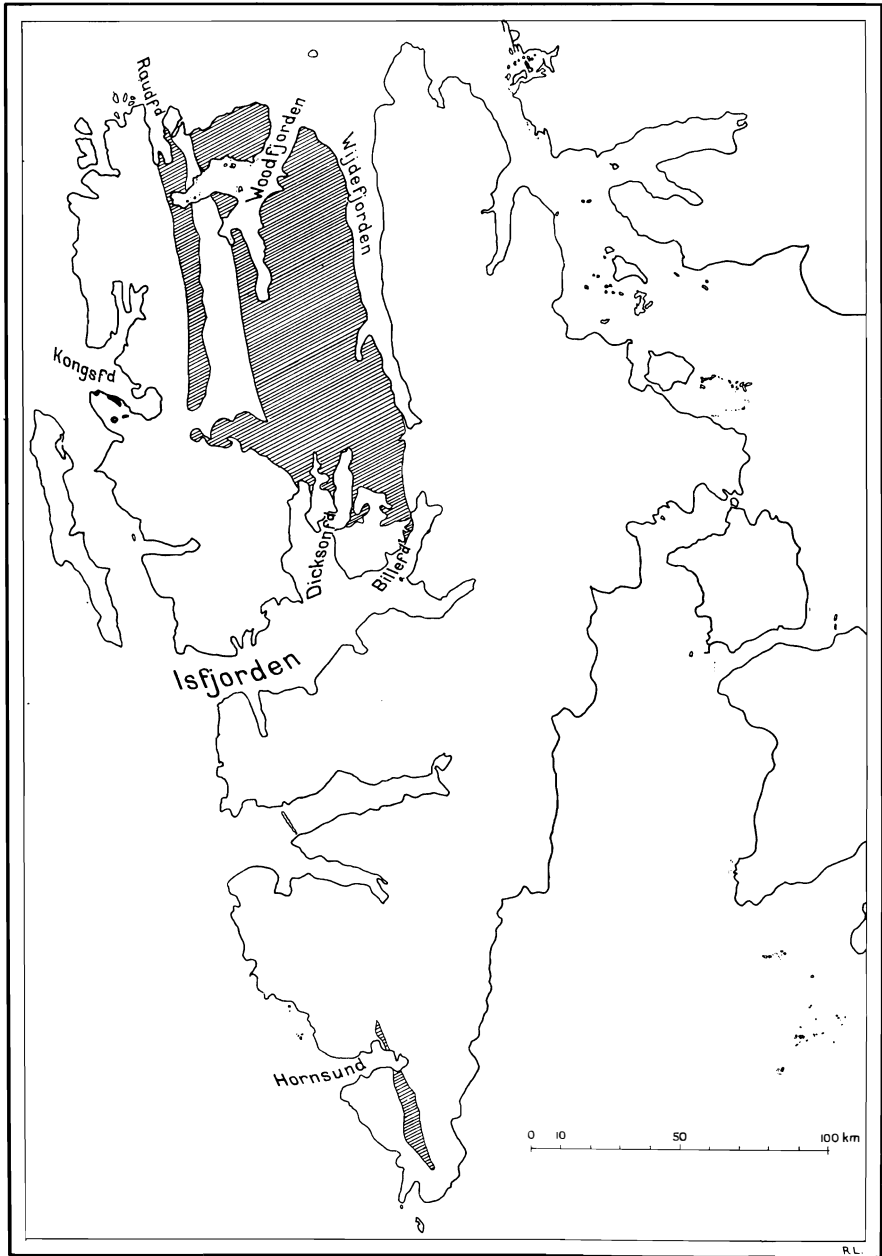 Raudfd
Woodfjorden
Wijdefjorden
Kongsfd
Dicksonfd
Billefd
Isfjorden
Hornsund
0 10 50 100 km
R.L.